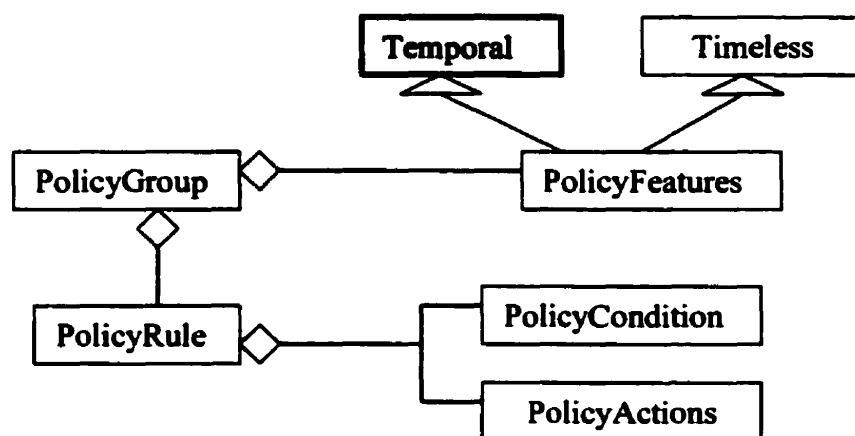 Temporal
Timeless
PolicyGroup
PolicyFeatures
PolicyRule
PolicyCondition
PolicyActions